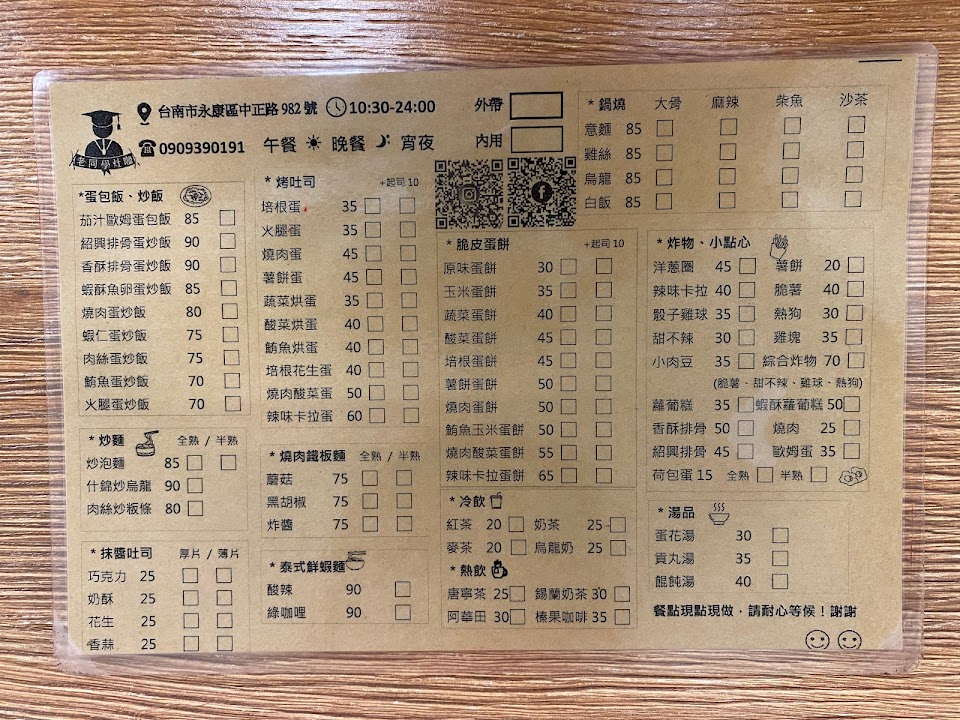 台南市永康區中正路 982 號 10:30-24:00
0909390191 午餐 晚餐 宵夜
老同學灶咖
外帶
內用
*蛋包飯、炒飯
茄汁歐姆蛋包飯 85
紹興排骨蛋炒飯 90
香酥排骨蛋炒飯 90
蝦酥魚卵蛋炒飯 85
燒肉蛋炒飯 80
蝦仁蛋炒飯 75
肉絲蛋炒飯 75
鮪魚蛋炒飯 70
火腿蛋炒飯 70
* 炒麵 全熟 / 半熟
炒泡麵 85
什錦炒烏龍 90
肉絲炒粄條 80
* 抹醬吐司 厚片 / 薄片
巧克力 25
奶酥 25
花生 25
香蒜 25
* 烤吐司 +起司 10
培根蛋 35
火腿蛋 35
燒肉蛋 45
薯餅蛋 45
蔬菜烘蛋 35
酸菜烘蛋 40
鮪魚烘蛋 40
培根花生蛋 40
燒肉酸菜蛋 50
辣味卡拉蛋 60
* 燒肉鐵板麵 全熟 / 半熟
蘑菇 75
黑胡椒 75
炸醬 75
* 泰式鮮蝦麵
酸辣 90
綠咖哩 90
* 脆皮蛋餅 +起司 10
原味蛋餅 30
玉米蛋餅 35
蔬菜蛋餅 40
酸菜蛋餅 45
培根蛋餅 45
薯餅蛋餅 50
燒肉蛋餅 50
鮪魚玉米蛋餅 50
燒肉酸菜蛋餅 55
辣味卡拉蛋餅 65
* 冷飲
紅茶 20 奶茶 25
麥茶 20 烏龍奶 25
* 熱飲
唐寧茶 25 錫蘭奶茶 30
阿華田 30 榛果咖啡 35
* 鍋燒 大骨 麻辣 柴魚 沙茶
意麵 85
雞絲 85
烏龍 85
白飯 85
* 炸物、小點心
洋蔥圈 45 薯餅 20
辣味卡拉 40 脆薯 40
骰子雞球 35 熱狗 30
甜不辣 30 雞塊 35
小肉豆 35 綜合炸物 70
(脆薯、甜不辣、雞球、熱狗)
蘿蔔糕 35 蝦酥蘿蔔糕 50
香酥排骨 50 燒肉 25
紹興排骨 45 歐姆蛋 35
荷包蛋 15 全熟 半熟
* 湯品
蛋花湯 30
貢丸湯 35
餛飩湯 40
餐點現點現做，請耐心等候！謝謝